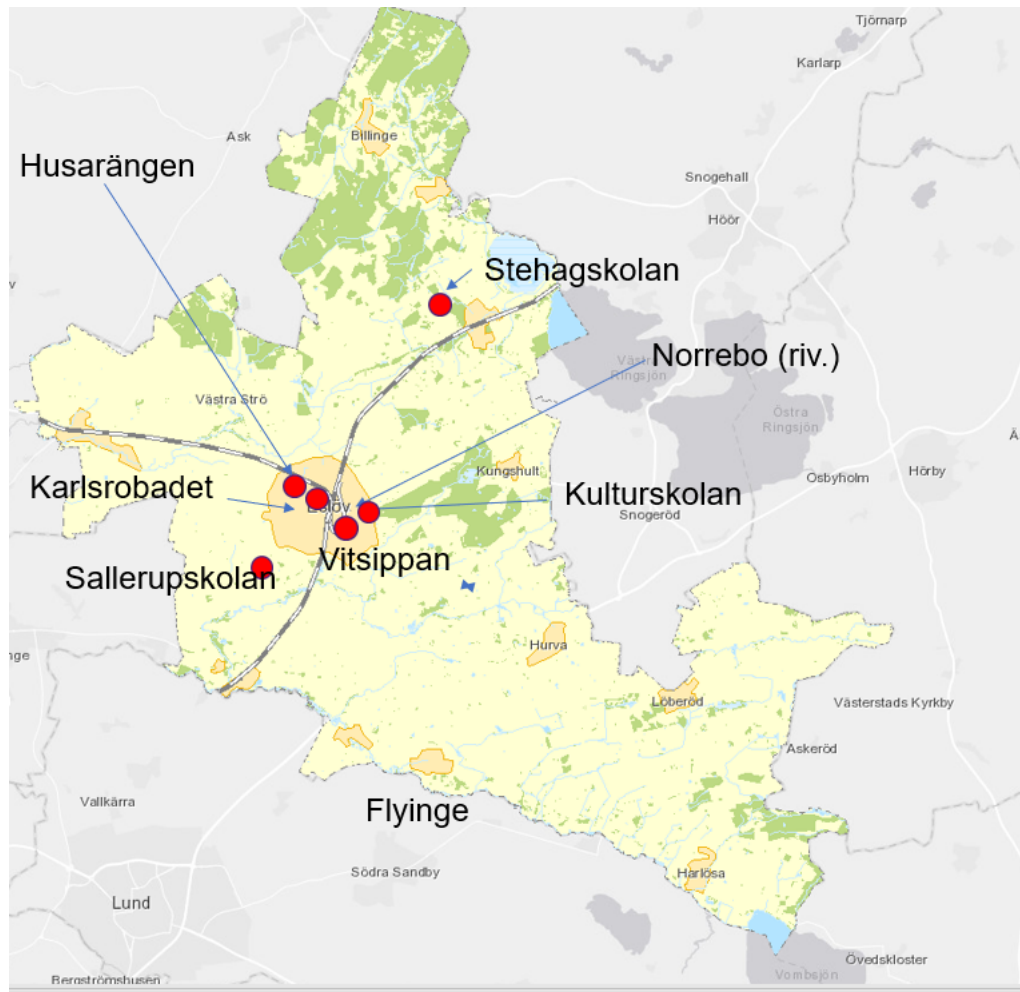 Tjörnarp
Karlarp
Ask
Billinge
Husarängen
Snogehall
Höör
Stehagskolan
Norrebo (riv.)
Västra
Ringsjön
Västra Strö
Östra
Ringsjön
Karlsrobadet
Kungshult
Kulturskolan
Osbyholm
Hörby
Eslöv
Snogeröd
Vitsippan
Sallerupskolan
Hurva
Löberöd
Västerstads Kyrkby
Askeröd
Vallkärra
Flyinge
Södra Sandby
Harlösa
Lund
Övedskloster
Vombsjön
Bergströmshusen